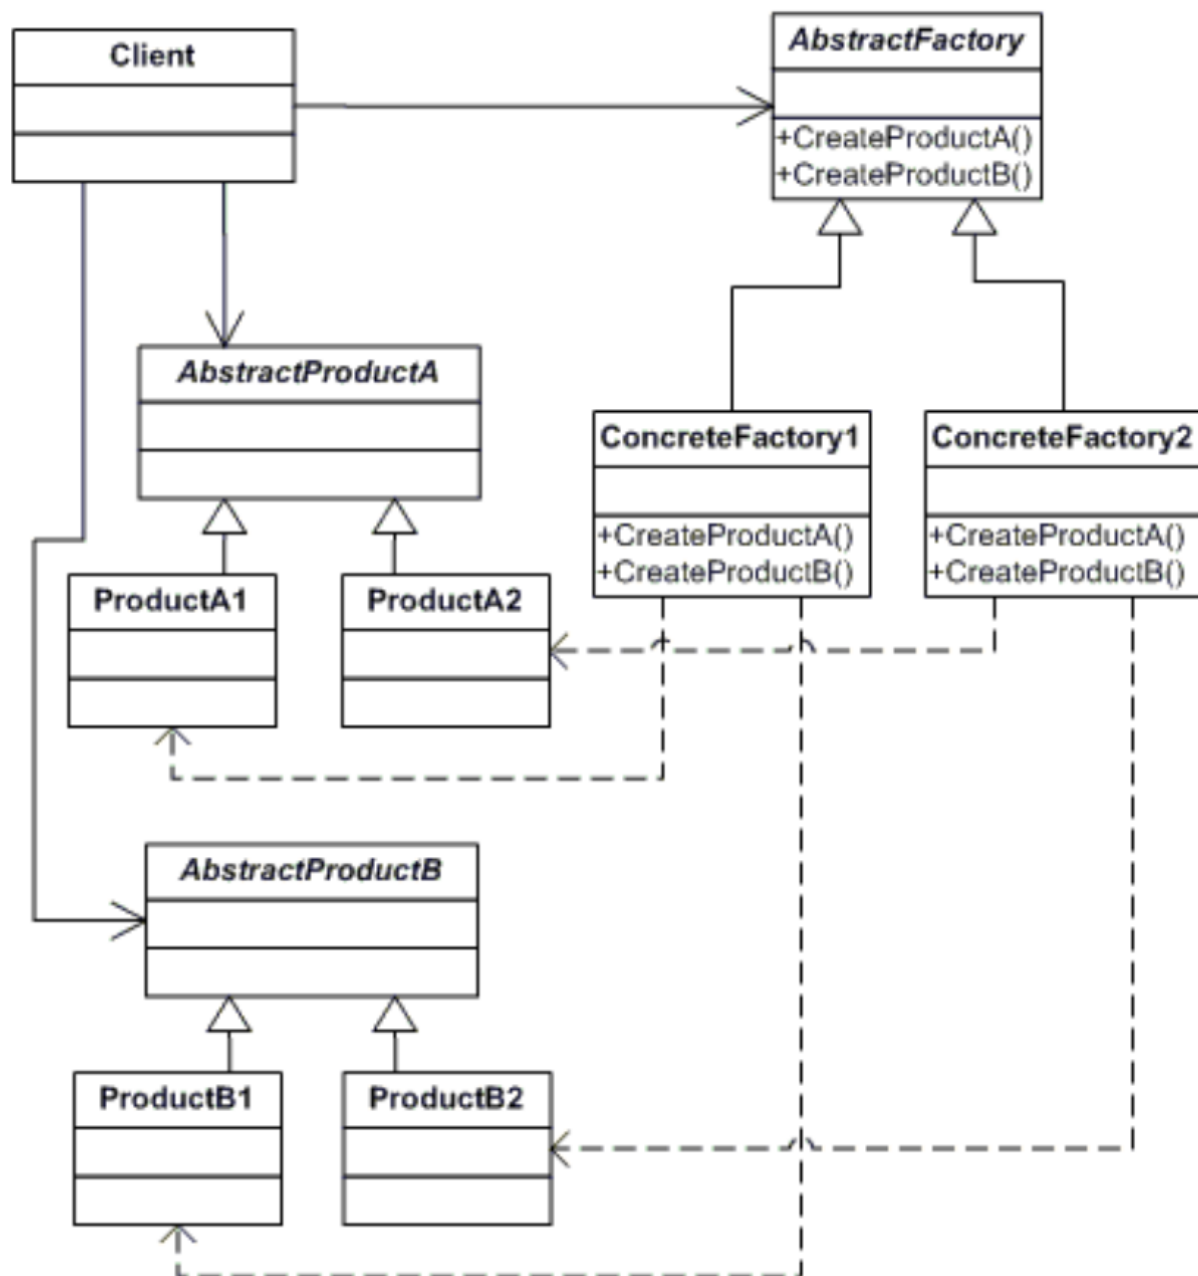 Client
AbstractFactory
+CreateProductA()
+CreateProductB()
AbstractProductA
ConcreteFactory1
+CreateProductA()
+CreateProductB()
ConcreteFactory2
+CreateProductA()
+CreateProductB()
ProductA1
ProductA2
AbstractProductB
ProductB1
ProductB2